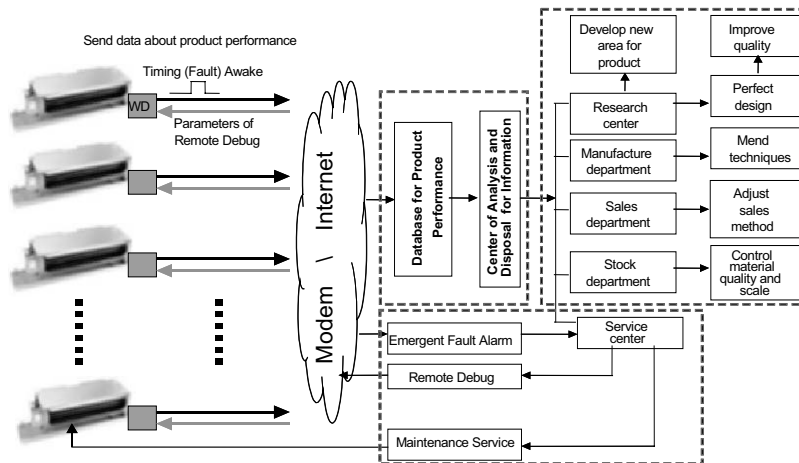 Send data about product performance
Timing (Fault) Awake
WD
Parameters of
Remote Debug
Modem \ Internet
Database for Product
Performance
Center of Analysis and
Disposal for Information
Develop new
area for
product
Improve
quality
Research
center
Perfect
design
Manufacture
department
Mend
techniques
Sales
department
Adjust
sales
method
Stock
department
Control
material
quality and
scale
Emergent Fault Alarm
Service
center
Remote Debug
Maintenance Service